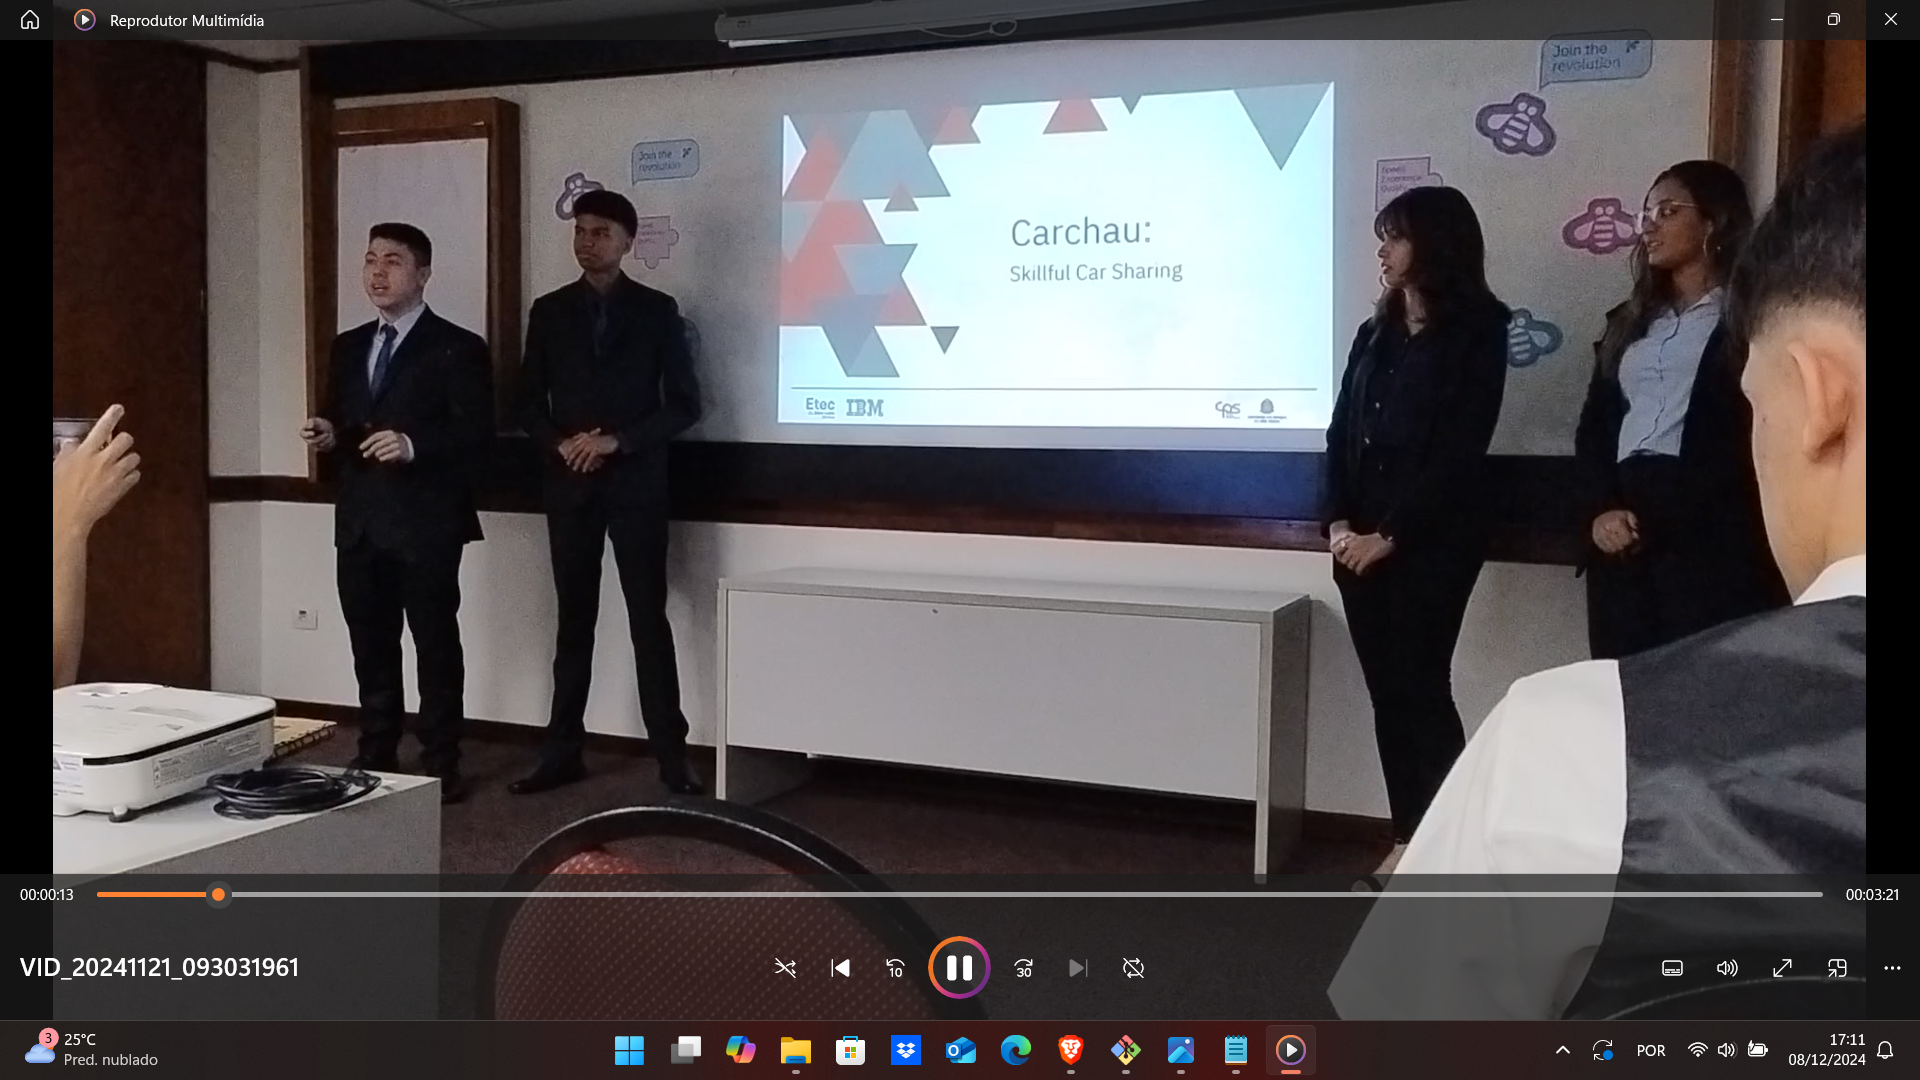 Reprodutor Multimídia
Join the
revolution
Join the
revolution
Carchau:
Skillful Car Sharing
Etec
IBM
cps
00:00:13
00:03:21
VID_20241121_093031961
10
30
3
25°C
Pred. nublado
POR
17:11
08/12/2024